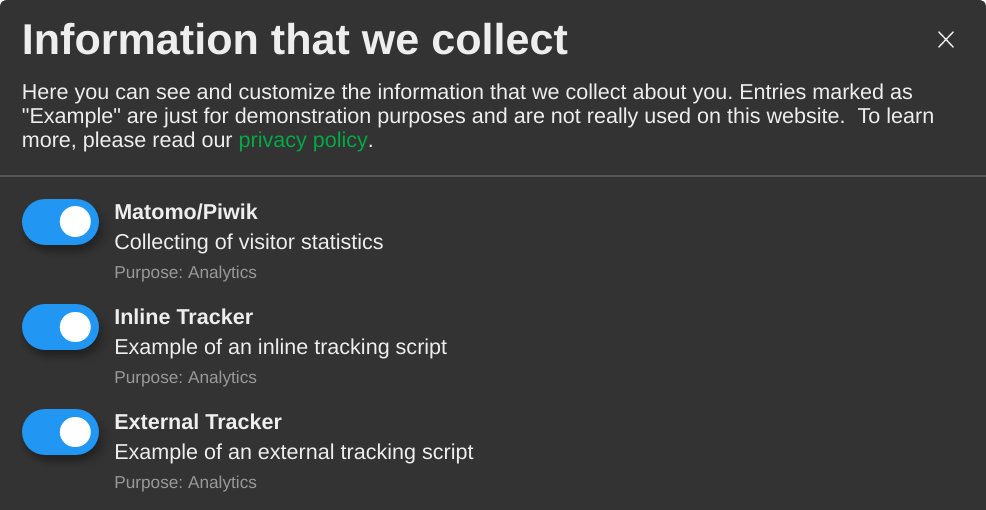 Information that we collect
Here you can see and customize the information that we collect about you. Entries marked as
"Example" are just for demonstration purposes and are not really used on this website.  To learn
more, please read our privacy policy.
Matomo/Piwik
Collecting of visitor statistics
Purpose: Analytics
Inline Tracker
Example of an inline tracking script
Purpose: Analytics
External Tracker
Example of an external tracking script
Purpose: Analytics